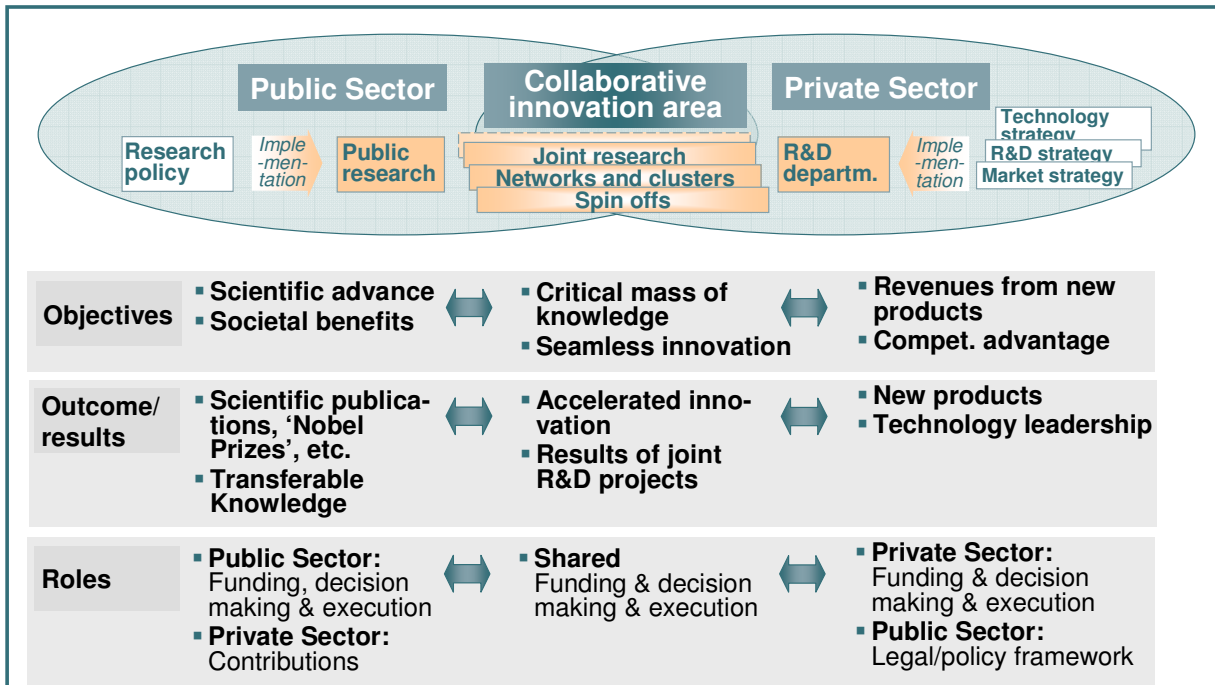 Public Sector
Collaborative
innovation area
Private Sector
Research
policy
Imple
-men-
tation
Public
research
Joint research
Networks and clusters
Spin offs
R&D
departm.
Imple
-men-
tation
Technology
strategy
R&D strategy
Market strategy
Objectives
▪ Scientific advance
▪ Societal benefits
▪ Critical mass of
knowledge
▪ Seamless innovation
▪ Revenues from new
products
▪ Compet. advantage
Outcome/
results
▪ Scientific publica-
tions, ‘Nobel
Prizes’, etc.
▪ Transferable
Knowledge
▪ Accelerated inno-
vation
▪ Results of joint
R&D projects
▪ New products
▪ Technology leadership
Roles
▪ Public Sector:
Funding, decision
making & execution
▪ Private Sector:
Contributions
▪ Shared
Funding & decision
making & execution
▪ Private Sector:
Funding & decision
making & execution
▪ Public Sector:
Legal/policy framework